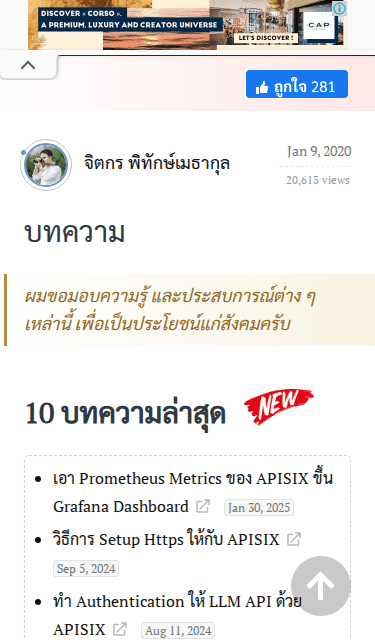 DISCOVER « CORSO ».
A PREMIUM, LUXURY AND CREATOR UNIVERSE
LET'S DISCOVER !
CAP
ถูกใจ 281
จิตกร พิทักษ์เมธากุล
Jan 9, 2020
20,613 views
บทความ
ผมขอมอบความรู้ และประสบการณ์ต่าง ๆ
เหล่านี้ เพื่อเป็นประโยชน์แก่สังคมครับ
10 บทความล่าสุด
NEW
เอา Prometheus Metrics ของ APISIX ขึ้น
Grafana Dashboard Jan 30, 2025
วิธีการ Setup Https ให้กับ APISIX
Sep 5, 2024
ทำ Authentication ให้ LLM API ด้วย
APISIX Aug 11, 2024